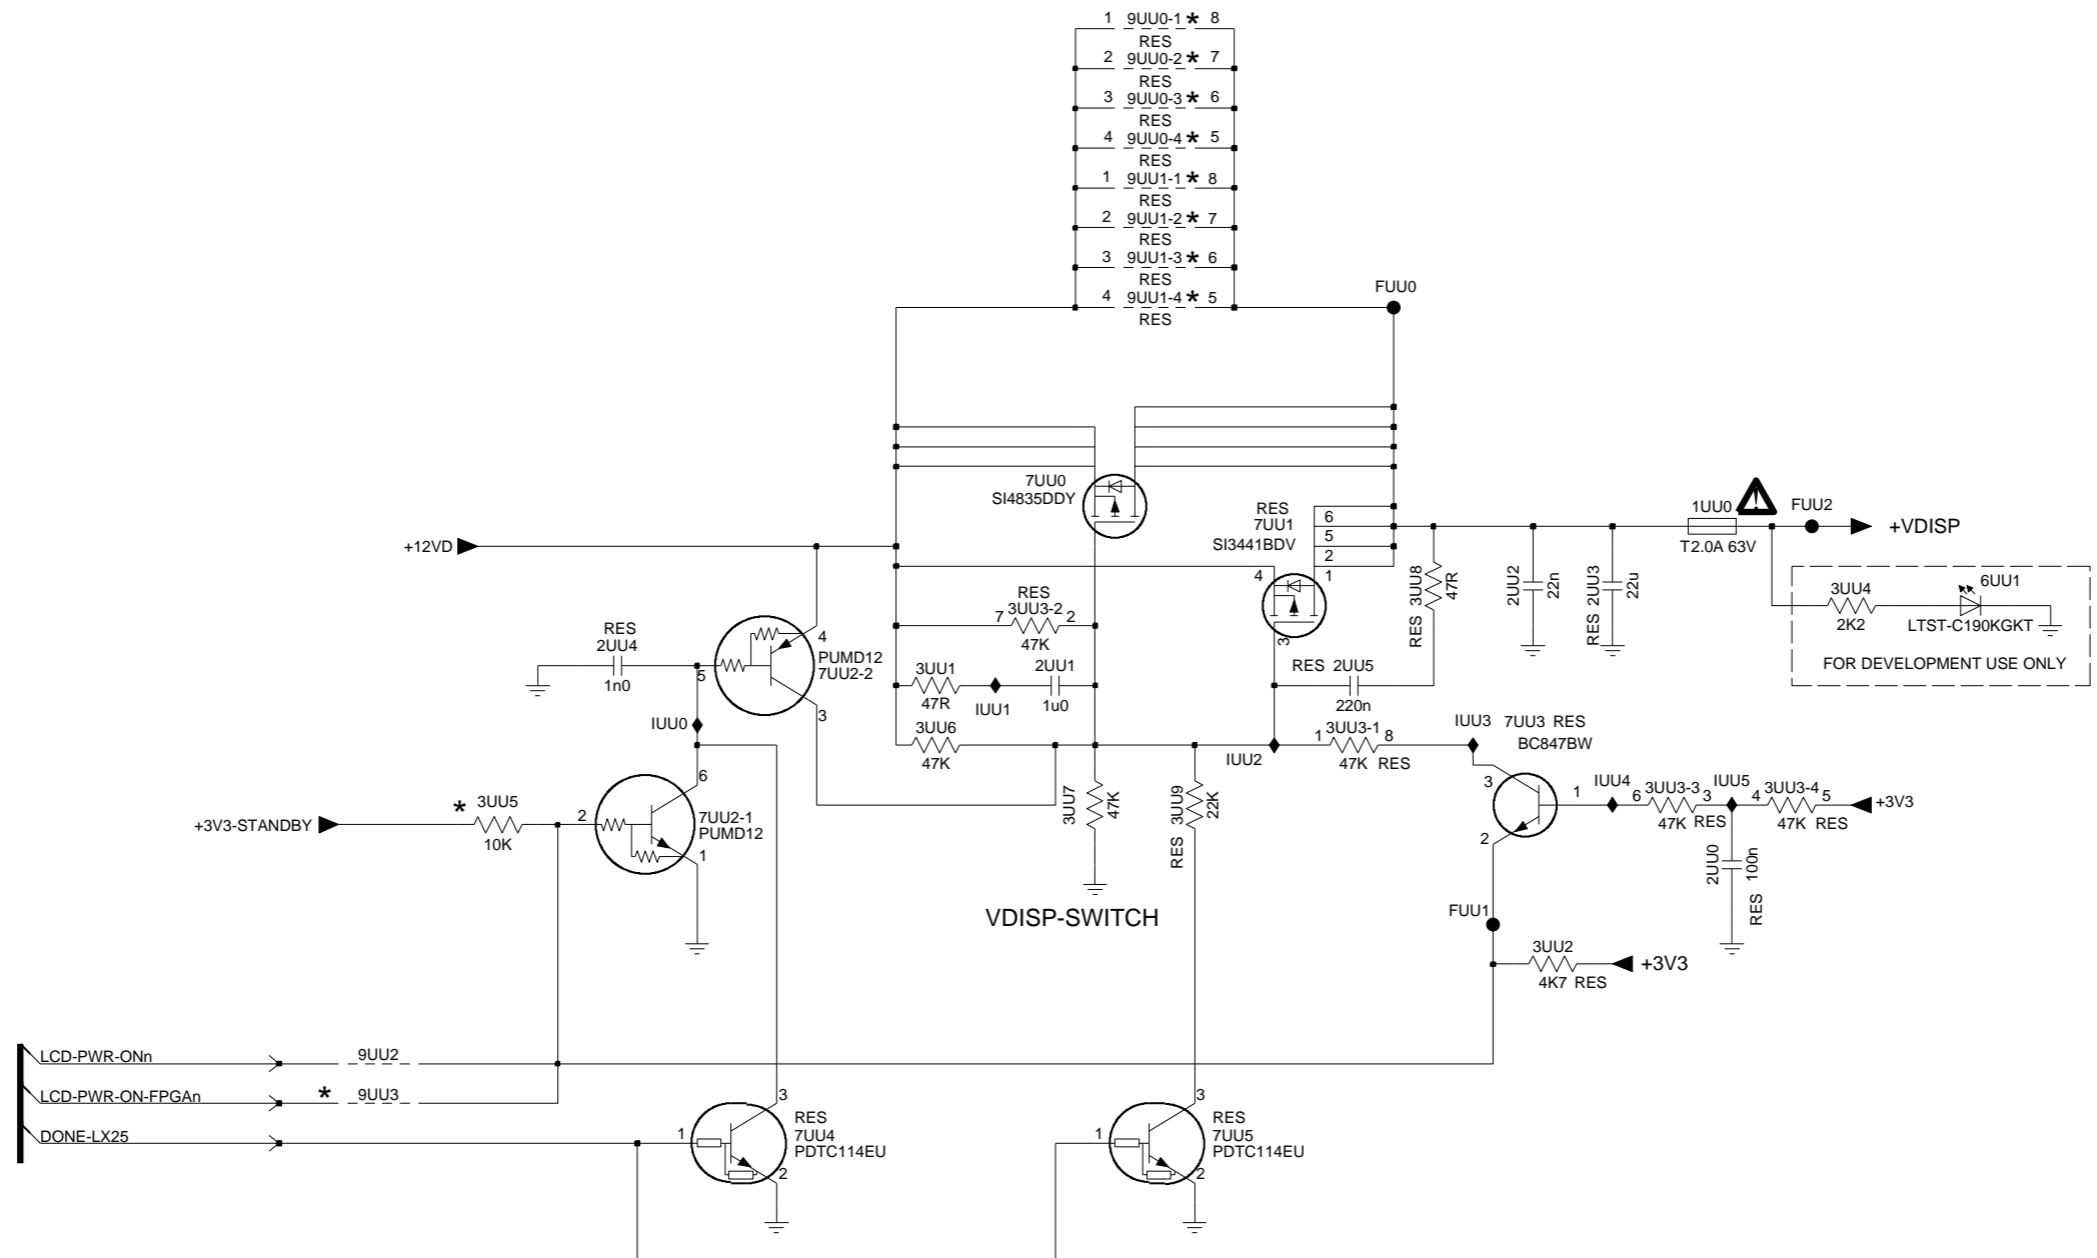 1 9UU0-1 * 8
RES
2 9UU0-2 * 7
RES
3 9UU0-3 * 6
RES
4 9UU0-4 * 5
RES
1 9UU1-1 * 8
RES
2 9UU1-2 * 7
RES
3 9UU1-3 * 6
RES
4 9UU1-4 * 5
RES
FUU0
7UU0
SI4835DDY
RES
7UU1
SI3441BDV
6
5
2
1
4
3
+12VD
1UU0
T2.0A 63V
FUU2
+VDISP
RES 3UU8
47R
2UU2
22n
RES 2UU3
22u
3UU4
2K2
6UU1
LTST-C190KGKT
FOR DEVELOPMENT USE ONLY
RES
2UU4
1n0
5
4
PUMD12
7UU2-2
3
IUU0
RES
7 3UU3-2 2
47K
3UU1
47R
IUU1
2UU1
1u0
3UU6
47K
RES 2UU5
220n
IUU2
1 3UU3-1 8
47K RES
IUU3
7UU3 RES
BC847BW
3
1
2
IUU4
6 3UU3-3 3
47K RES
IUU5
4 3UU3-4 5
47K RES
+3V3
2UU0
100n
RES
+3V3-STANDBY
* 3UU5
10K
2
6
7UU2-1
PUMD12
1
3UU7
47K
RES 3UU9
22K
VDISP-SWITCH
FUU1
3UU2
4K7 RES
+3V3
LCD-PWR-ONn
9UU2
LCD-PWR-ON-FPGAn
* 9UU3
DONE-LX25
1
3
RES
7UU4
PDTC114EU
2
1
3
RES
7UU5
PDTC114EU
2